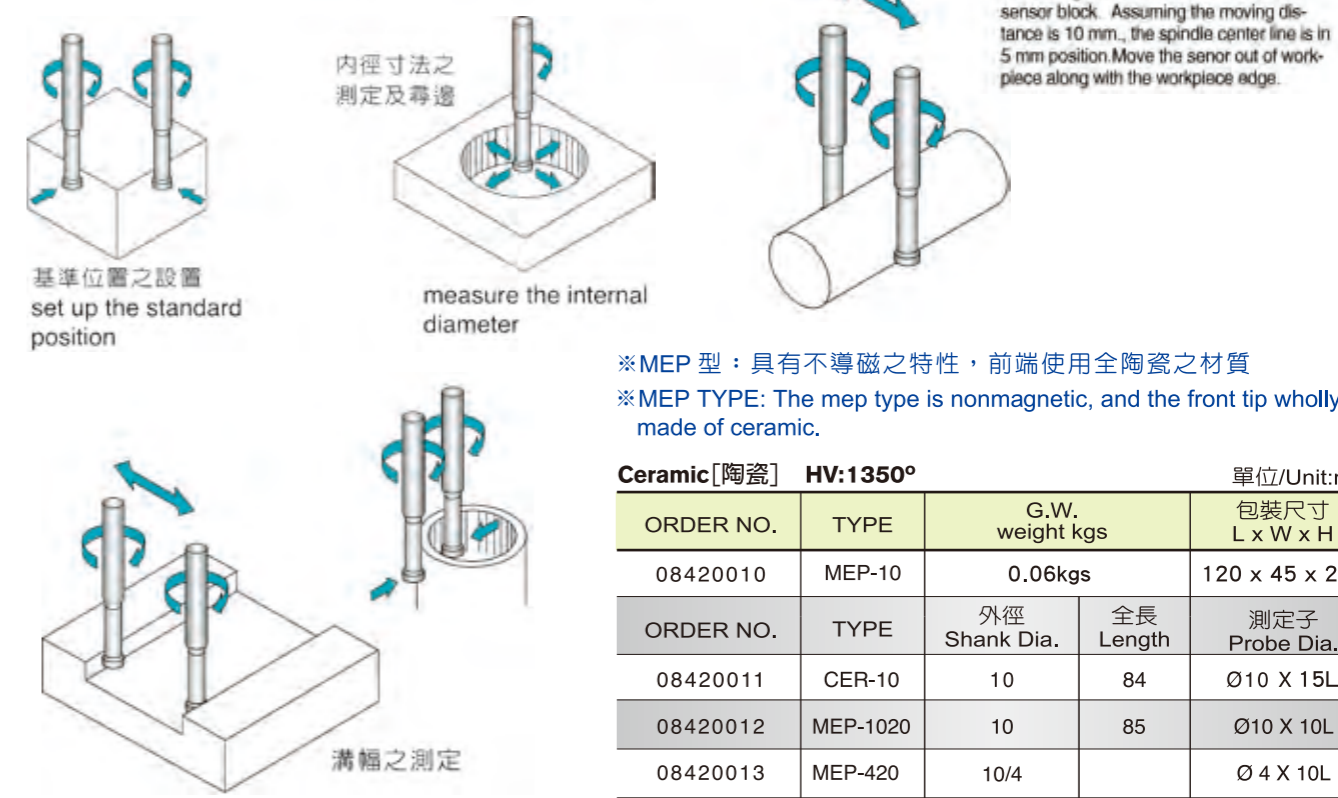 sensor block. Assuming the moving dis-
tance is 10 mm., the spindle center line is in
5 mm position.Move the senor out of work-
piece along with the workpiece edge.
內徑寸法之
測定及尋邊
基準位置之設置
set up the standard
position
measure the internal
diameter
溝幅之測定
※MEP 型：具有不導磁之特性，前端使用全陶瓷之材質
※MEP TYPE: The mep type is nonmagnetic, and the front tip wholly
made of ceramic.
Ceramic[陶瓷] HV:1350º 單位/Unit:
ORDER NO. TYPE G.W. weight kgs 包裝尺寸 L x W x H
08420010 MEP-10 0.06kgs 120 x 45 x 2
ORDER NO. TYPE 外徑 Shank Dia. 全長 Length 測定子 Probe Dia.
08420011 CER-10 10 84 Ø10 X 15L
08420012 MEP-1020 10 85 Ø10 X 10L
08420013 MEP-420 10/4 Ø 4 X 10L